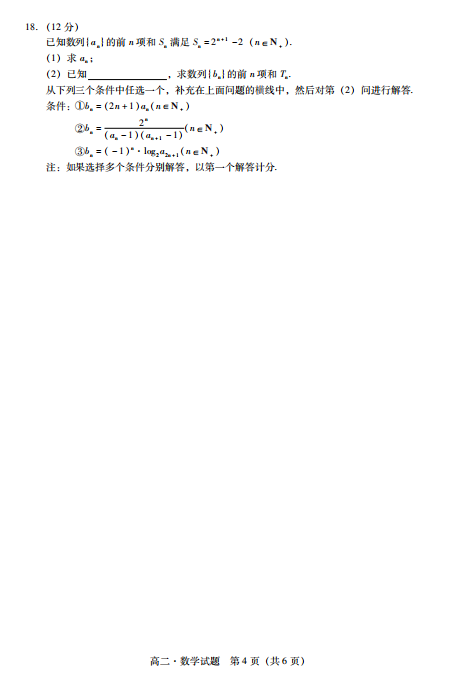 18. (12 分)
已知数列{aₙ}的前 n 项和 Sₙ 满足 Sₙ = 2ⁿ⁺¹ - 2 (n∈N₊).
(1) 求 aₙ;
(2) 已知____________, 求数列{bₙ}的前 n 项和 Tₙ.
从下列三个条件中任选一个, 补充在上面问题的横线中, 然后对第 (2) 问进行解答.
条件: ①bₙ = (2n+1)aₙ(n∈N₊)
②bₙ = 2ⁿ/((aₙ-1)(aₙ₊₁-1))(n∈N₊)
③bₙ = (-1)ⁿ·log₂a₂ₙ₊₁(n∈N₊)
注: 如果选择多个条件分别解答, 以第一个解答计分.
高二·数学试题 第 4 页 (共 6 页)